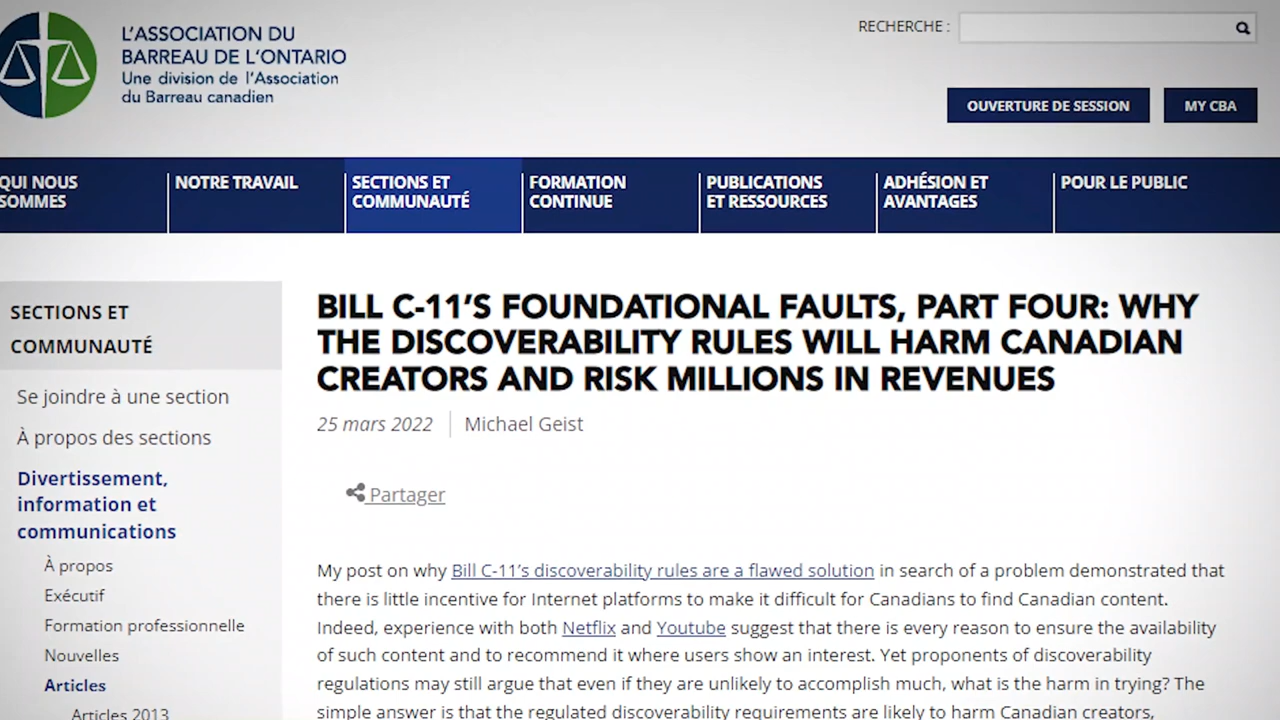 L'ASSOCIATION DU
BARREAU DE L'ONTARIO
Une division de l'Association
du Barreau canadien
RECHERCHE :
OUVERTURE DE SESSION
MY CBA
QUI NOUS
SOMMES
NOTRE TRAVAIL
SECTIONS ET
COMMUNAUTÉ
FORMATION
CONTINUE
PUBLICATIONS
ET RESSOURCES
ADHÉSION ET
AVANTAGES
POUR LE PUBLIC
SECTIONS ET
COMMUNAUTÉ
Se joindre à une section
À propos des sections
Divertissement,
information et
communications
À propos
Exécutif
Formation professionnelle
Nouvelles
Articles
Articles 2013
BILL C-11'S FOUNDATIONAL FAULTS, PART FOUR: WHY
THE DISCOVERABILITY RULES WILL HARM CANADIAN
CREATORS AND RISK MILLIONS IN REVENUES
25 mars 2022 Michael Geist
Partager
My post on why Bill C-11's discoverability rules are a flawed solution in search of a problem demonstrated that
there is little incentive for Internet platforms to make it difficult for Canadians to find Canadian content.
Indeed, experience with both Netflix and Youtube suggest that there is every reason to ensure the availability
of such content and to recommend it where users show an interest. Yet proponents of discoverability
regulations may still argue that even if they are unlikely to accomplish much, what is the harm in trying? The
simple answer is that the regulated discoverability requirements are likely to harm Canadian creators,